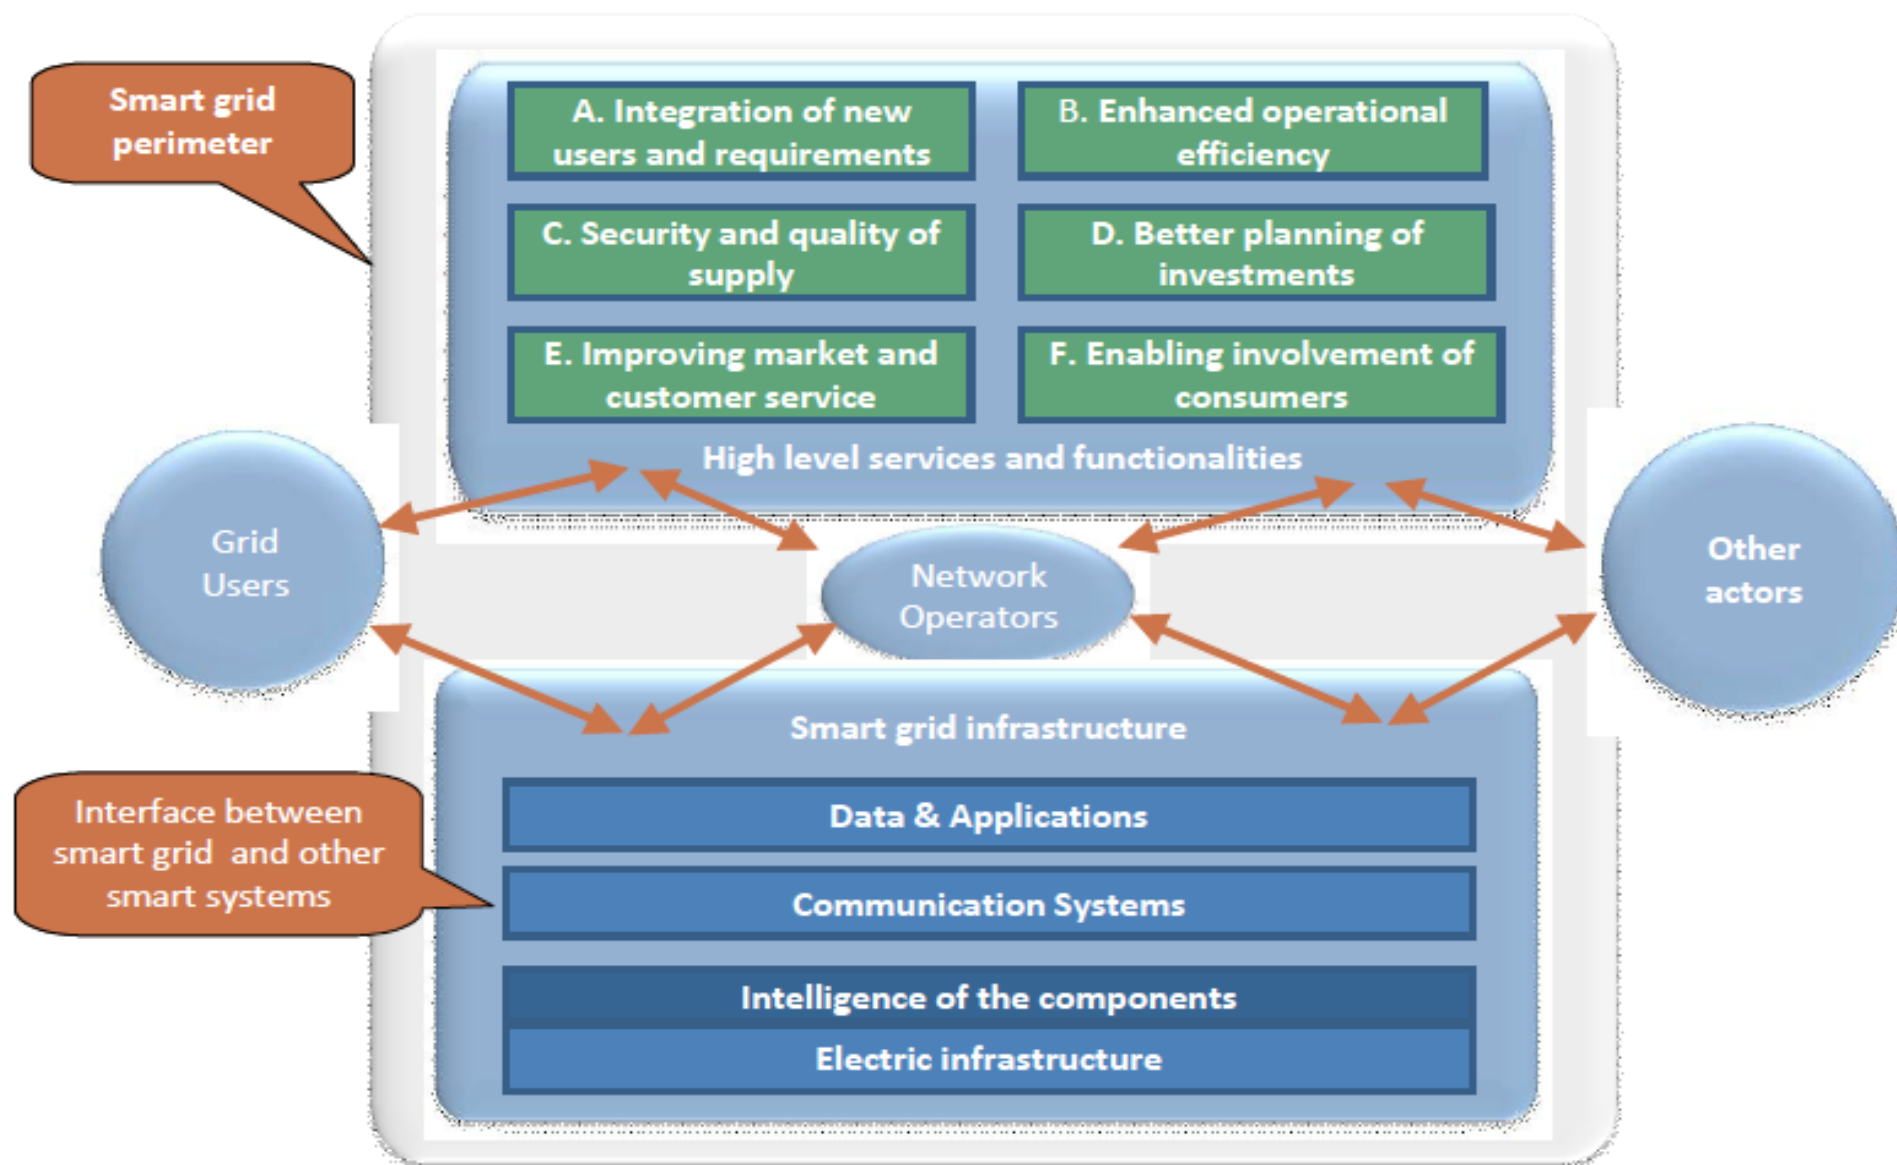 Smart grid
perimeter
A. Integration of new
users and requirements
B. Enhanced operational
efficiency
C. Security and quality of
supply
D. Better planning of
investments
E. Improving market and
customer service
F. Enabling involvement of
consumers
High level services and functionalities
Grid
Users
Network
Operators
Other
actors
Smart grid infrastructure
Interface between
smart grid and other
smart systems
Data & Applications
Communication Systems
Intelligence of the components
Electric infrastructure